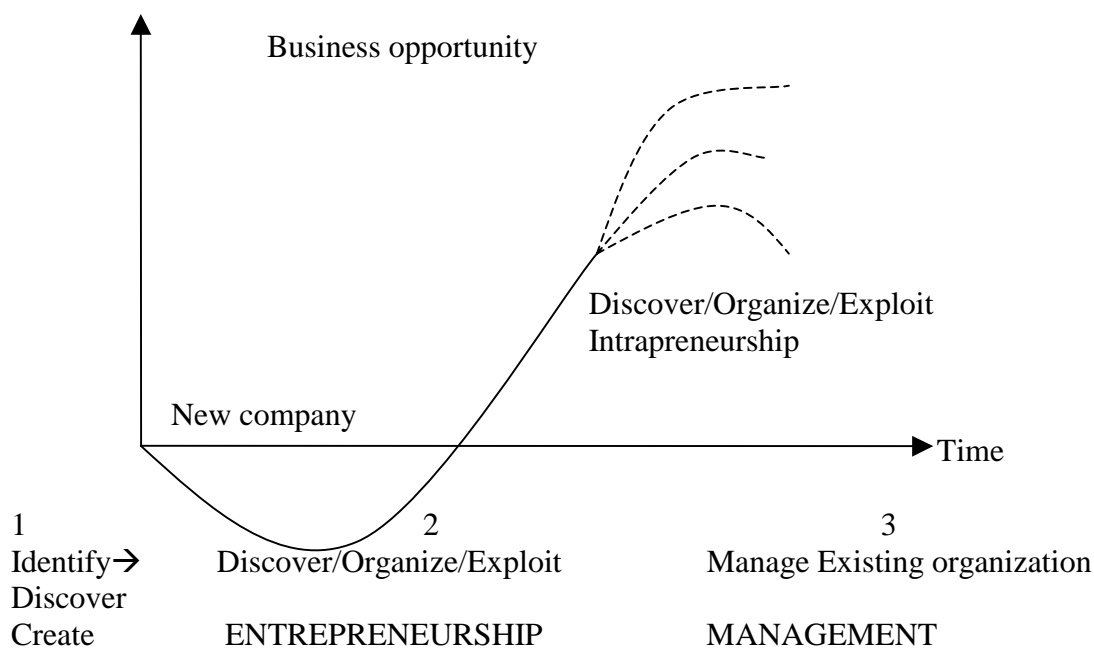 Business opportunity
Discover/Organize/Exploit
Intrapreneurship
New company
Time
1 2 3
Identify→ Discover/Organize/Exploit Manage Existing organization
Discover
Create ENTREPRENEURSHIP MANAGEMENT